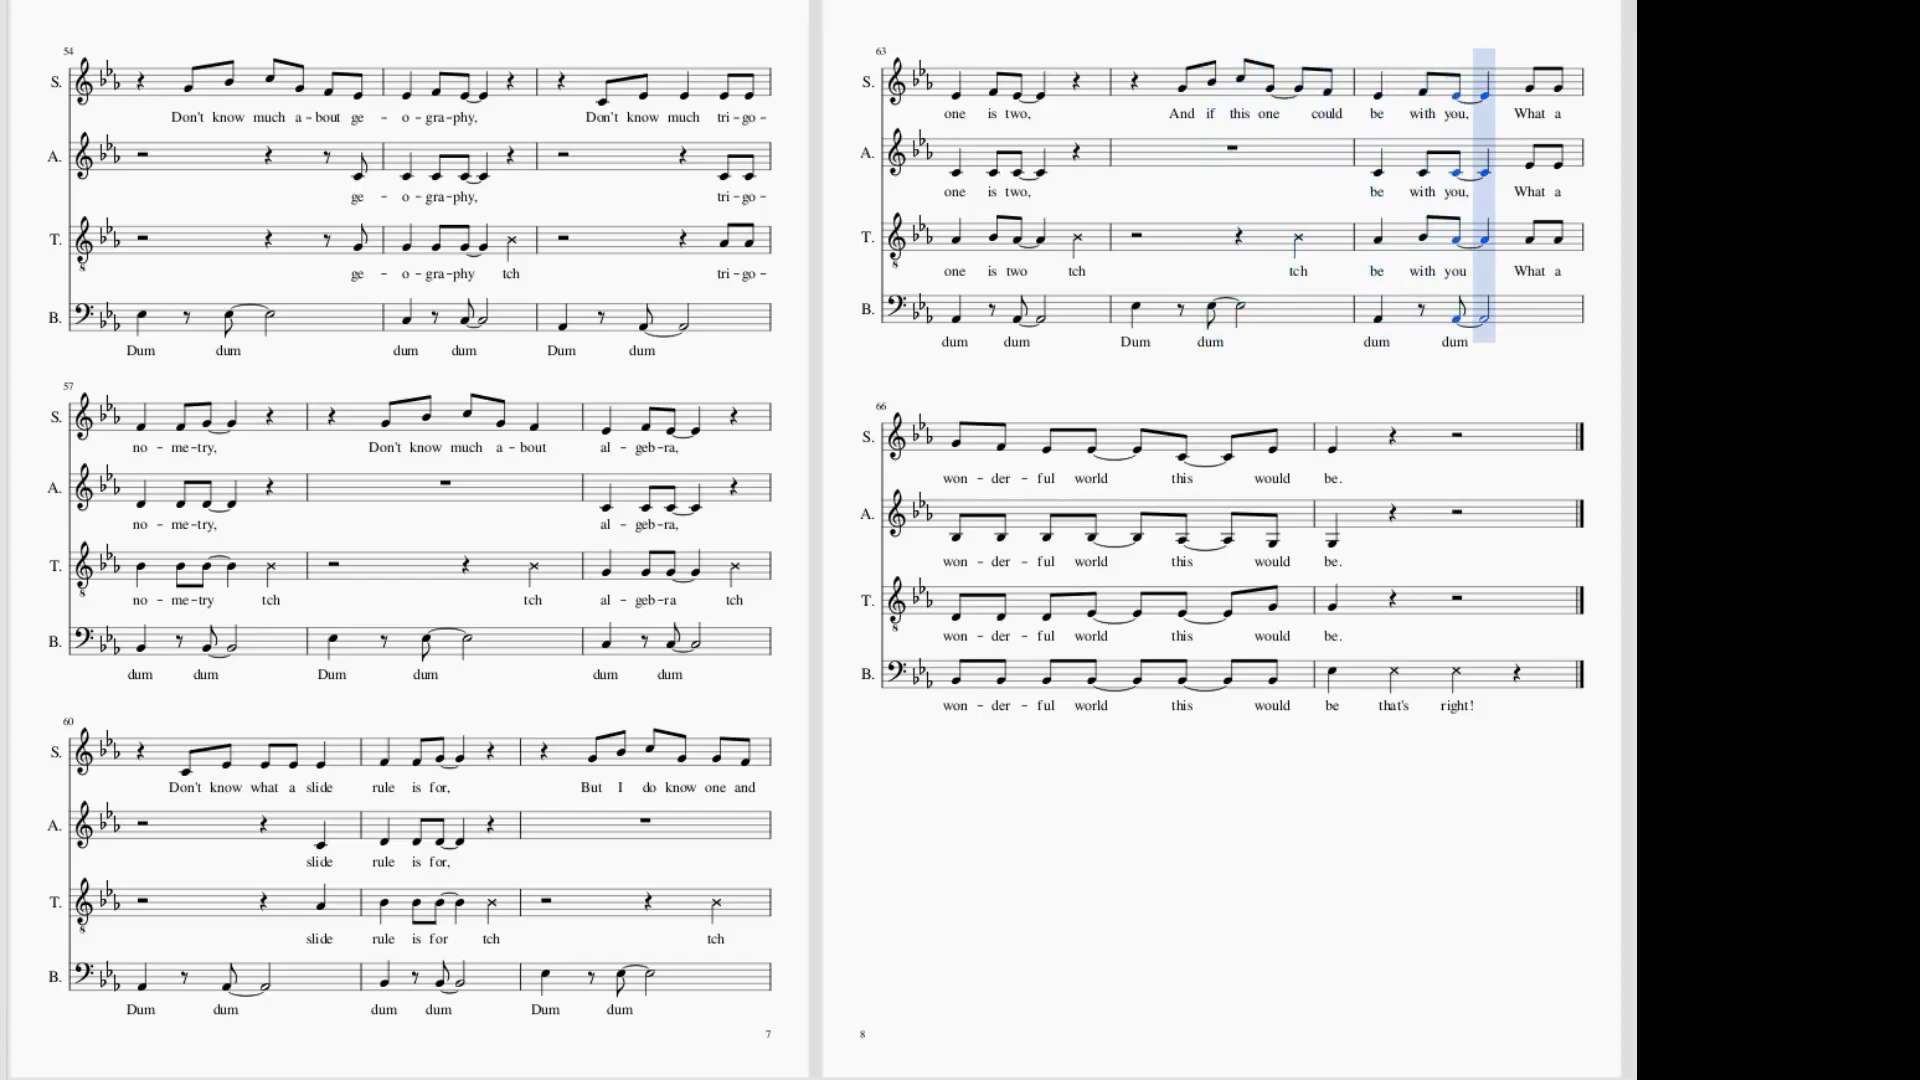 54
S.
Don't know much a – bout ge – o – gra – phy, Don't know much tri – go –
A.
ge – o – gra – phy, tri – go –
T.
8
ge – o – gra – phy tch tri – go –
B.
Dum dum dum dum Dum dum
57
S.
no – me – try, Don't know much a – bout al – geb – ra,
A.
no – me – try, al – geb – ra,
T.
8
no – me – try tch tch al – geb – ra tch
B.
dum dum Dum dum dum dum
60
S.
Don't know what a slide rule is for, But I do know one and
A.
slide rule is for,
T.
8
slide rule is for tch tch
B.
Dum dum dum dum Dum dum
7
63
S.
one is two, And if this one could be with you, What a
A.
one is two, be with you, What a
T.
8
one is two tch tch be with you What a
B.
dum dum Dum dum dum dum
66
S.
won – der – ful world this would be.
A.
won – der – ful world this would be.
T.
8
won – der – ful world this would be.
B.
won – der – ful world this would be that's right!
8